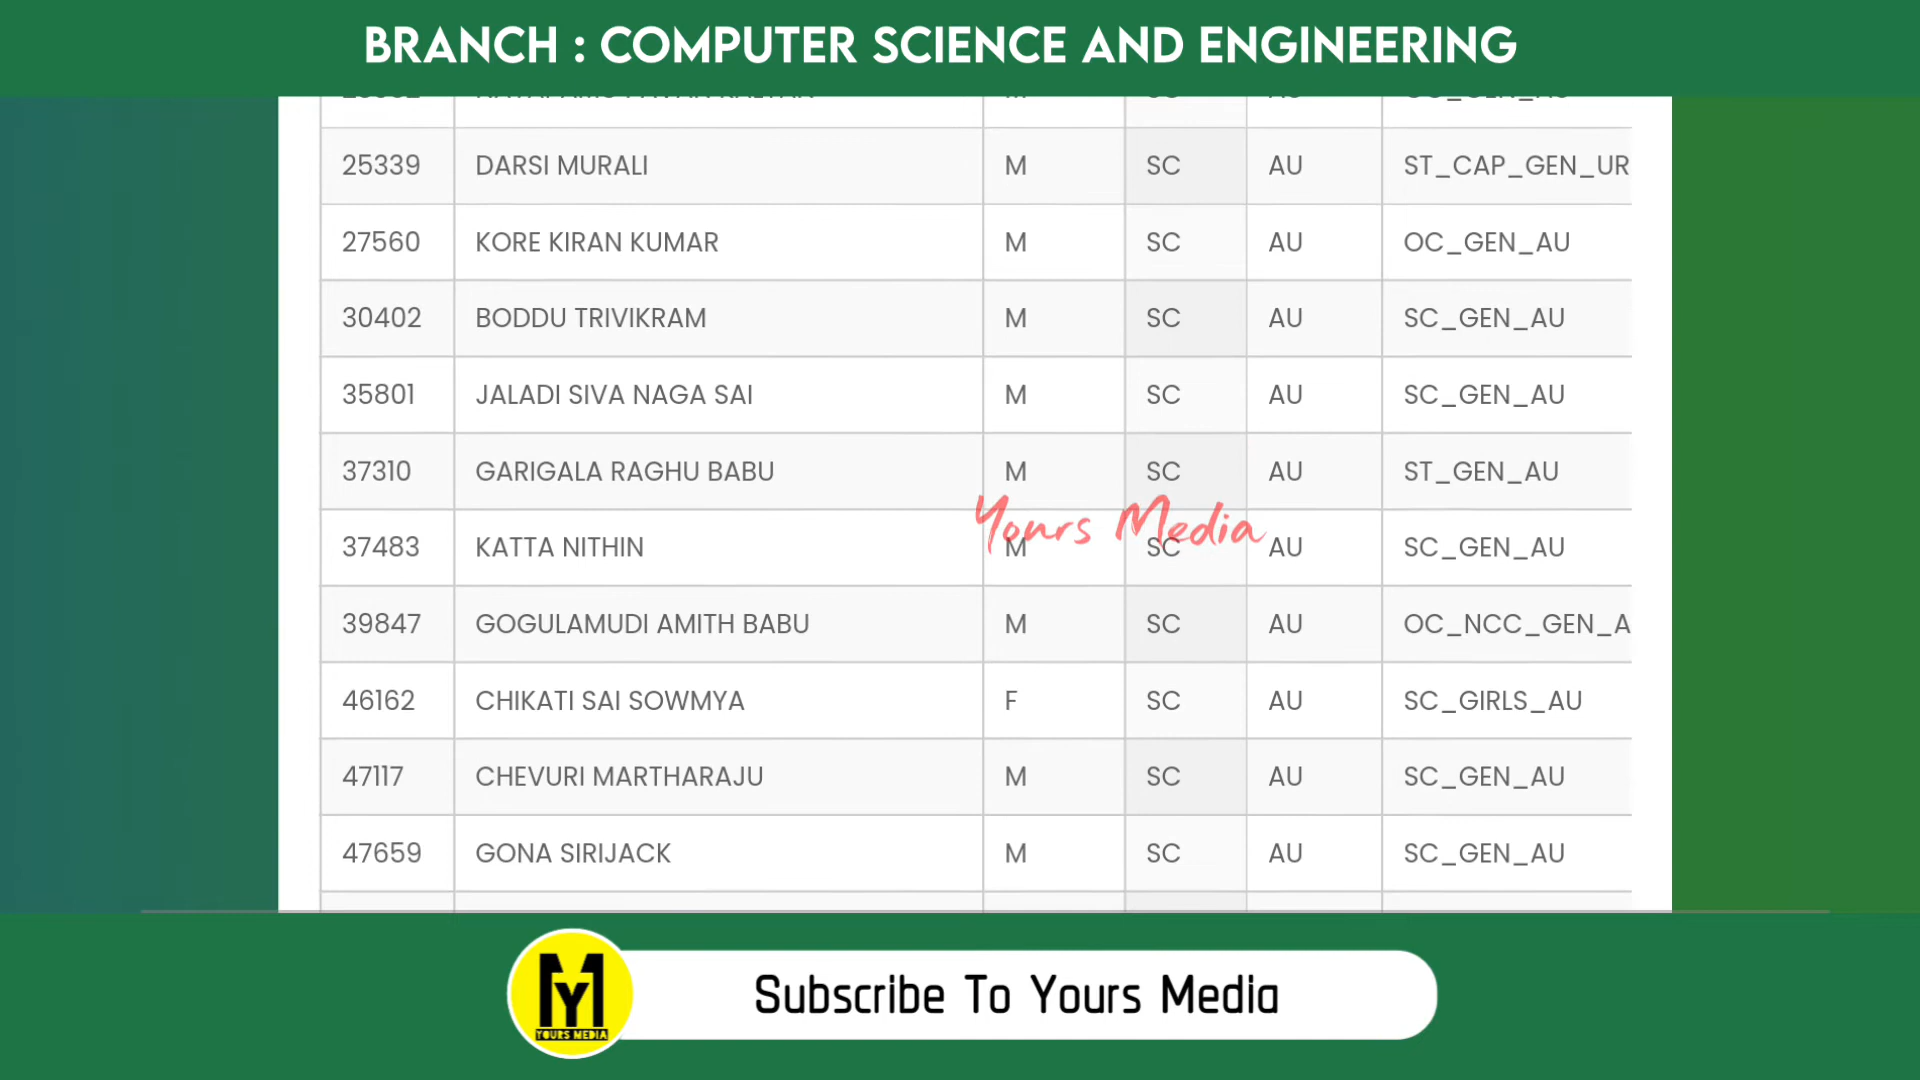 BRANCH : COMPUTER SCIENCE AND ENGINEERING
25339 DARSI MURALI M SC AU ST_CAP_GEN_UR
27560 KORE KIRAN KUMAR M SC AU OC_GEN_AU
30402 BODDU TRIVIKRAM M SC AU SC_GEN_AU
35801 JALADI SIVA NAGA SAI M SC AU SC_GEN_AU
37310 GARIGALA RAGHU BABU M SC AU ST_GEN_AU
Yours Media
37483 KATTA NITHIN M SC AU SC_GEN_AU
39847 GOGULAMUDI AMITH BABU M SC AU OC_NCC_GEN_A
46162 CHIKATI SAI SOWMYA F SC AU SC_GIRLS_AU
47117 CHEVURI MARTHARAJU M SC AU SC_GEN_AU
47659 GONA SIRIJACK M SC AU SC_GEN_AU
MY
YOURS MEDIA
Subscribe To Yours Media